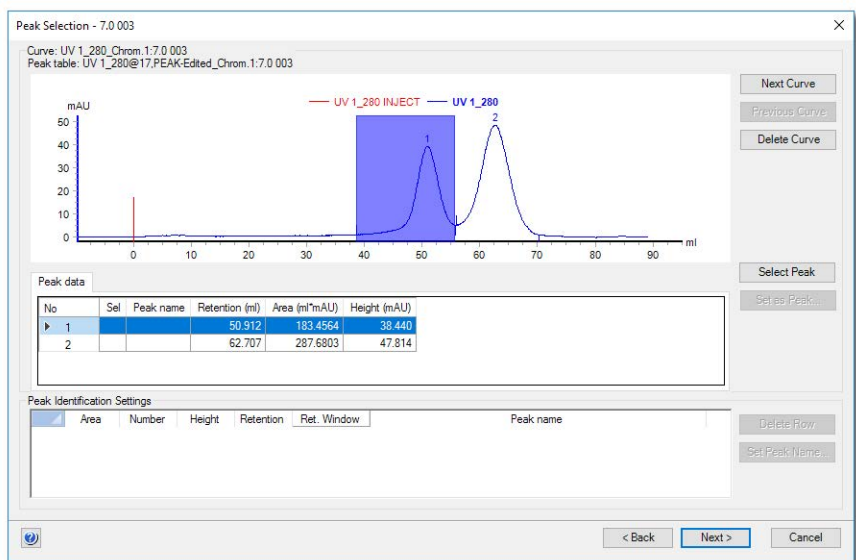 Peak Selection - 7.0 003
Curve: UV 1_280_Chrom.1:7.0 003
Peak table: UV 1_280@17,PEAK-Edited_Chrom.1:7.0 003
Next Curve
Previous Curve
Delete Curve
mAU
UV 1_280 INJECT UV 1_280
50
40
30
20
10
0
1
2
0 10 20 30 40 50 60 70 80 90 ml
Select Peak
Set as Peak...
Peak data
No Sel Peak name Retention (ml) Area (ml*mAU) Height (mAU)
1 50.912 183.4564 38.440
2 62.707 287.6803 47.814
Peak Identification Settings
Area Number Height Retention Ret. Window Peak name
Delete Row
Set Peak Name...
?
< Back Next > Cancel